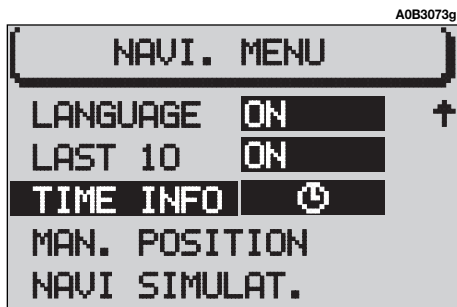 A0B3073g
NAVI. MENU
LANGUAGE ON
LAST 10 ON
TIME INFO
MAN. POSITION
NAVI SIMULAT.